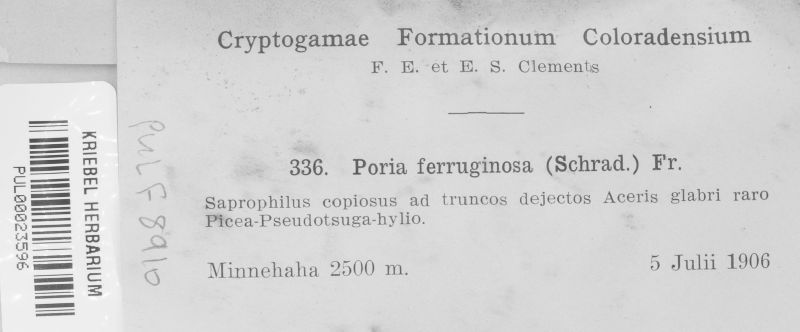 Cryptogamae Formationum Coloradensium
F. E. et E. S. Clements
336. Poria ferruginosa (Schrad.) Fr.
Saprophilus copiosus ad truncos dejectos Aceris glabri raro
Picea-Pseudotsuga-hylio.
Minnehaha 2500 m. 5 Julii 1906
PUL F 8910
KRIEBEL HERBARIUM
PUL00023596